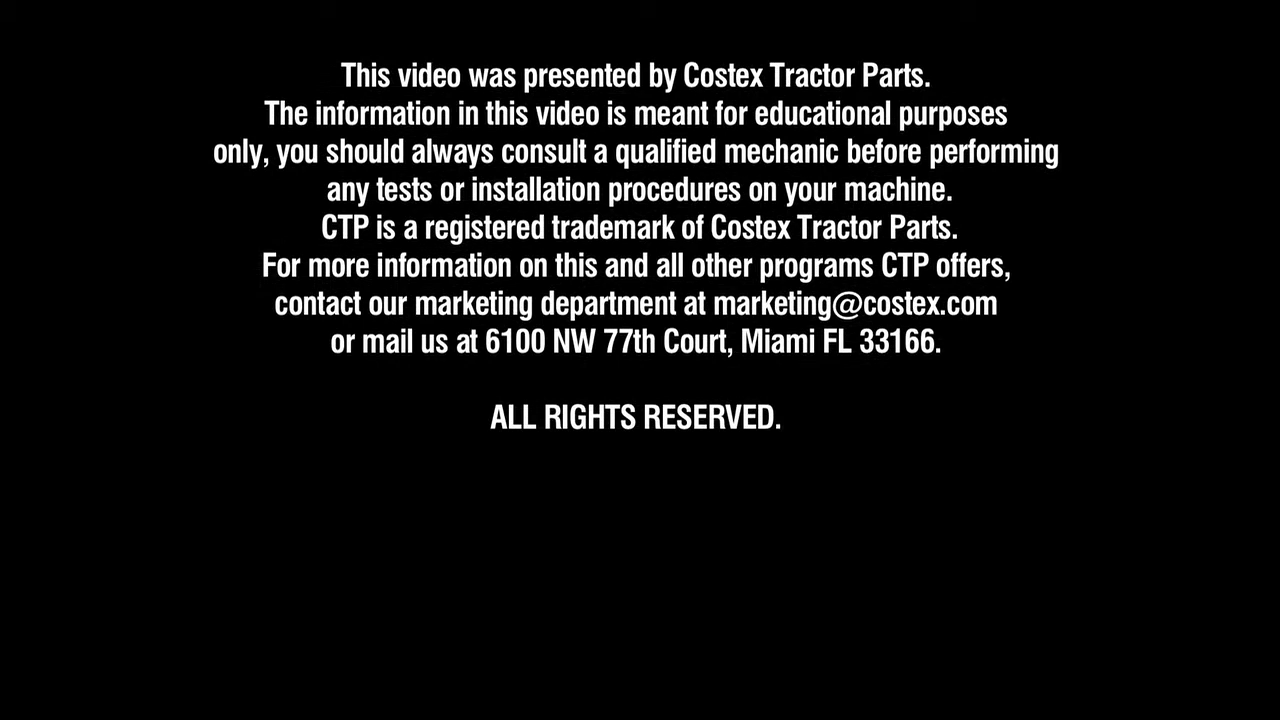 This video was presented by Costex Tractor Parts.
The information in this video is meant for educational purposes
only, you should always consult a qualified mechanic before performing
any tests or installation procedures on your machine.
CTP is a registered trademark of Costex Tractor Parts.
For more information on this and all other programs CTP offers,
contact our marketing department at marketing@costex.com
or mail us at 6100 NW 77th Court, Miami FL 33166.
ALL RIGHTS RESERVED.